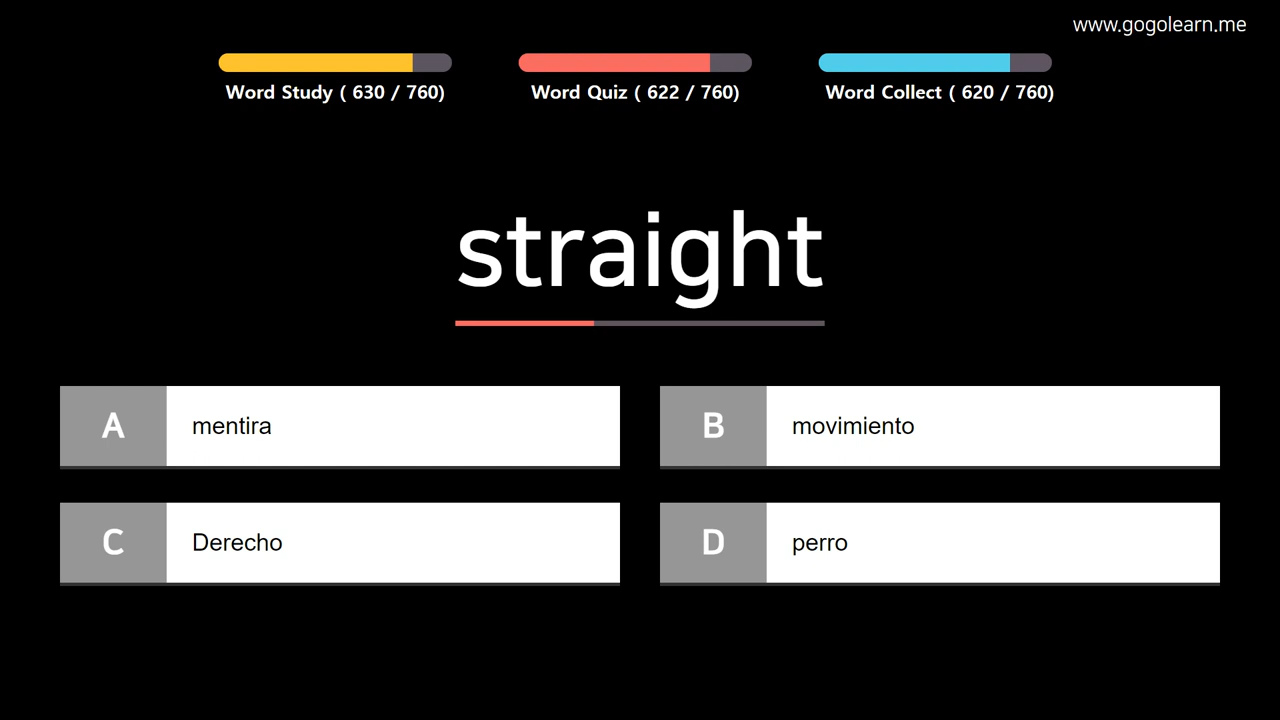 www.gogolearn.me
Word Study ( 630 / 760)
Word Quiz ( 622 / 760)
Word Collect ( 620 / 760)
straight
A mentira
B movimiento
C Derecho
D perro